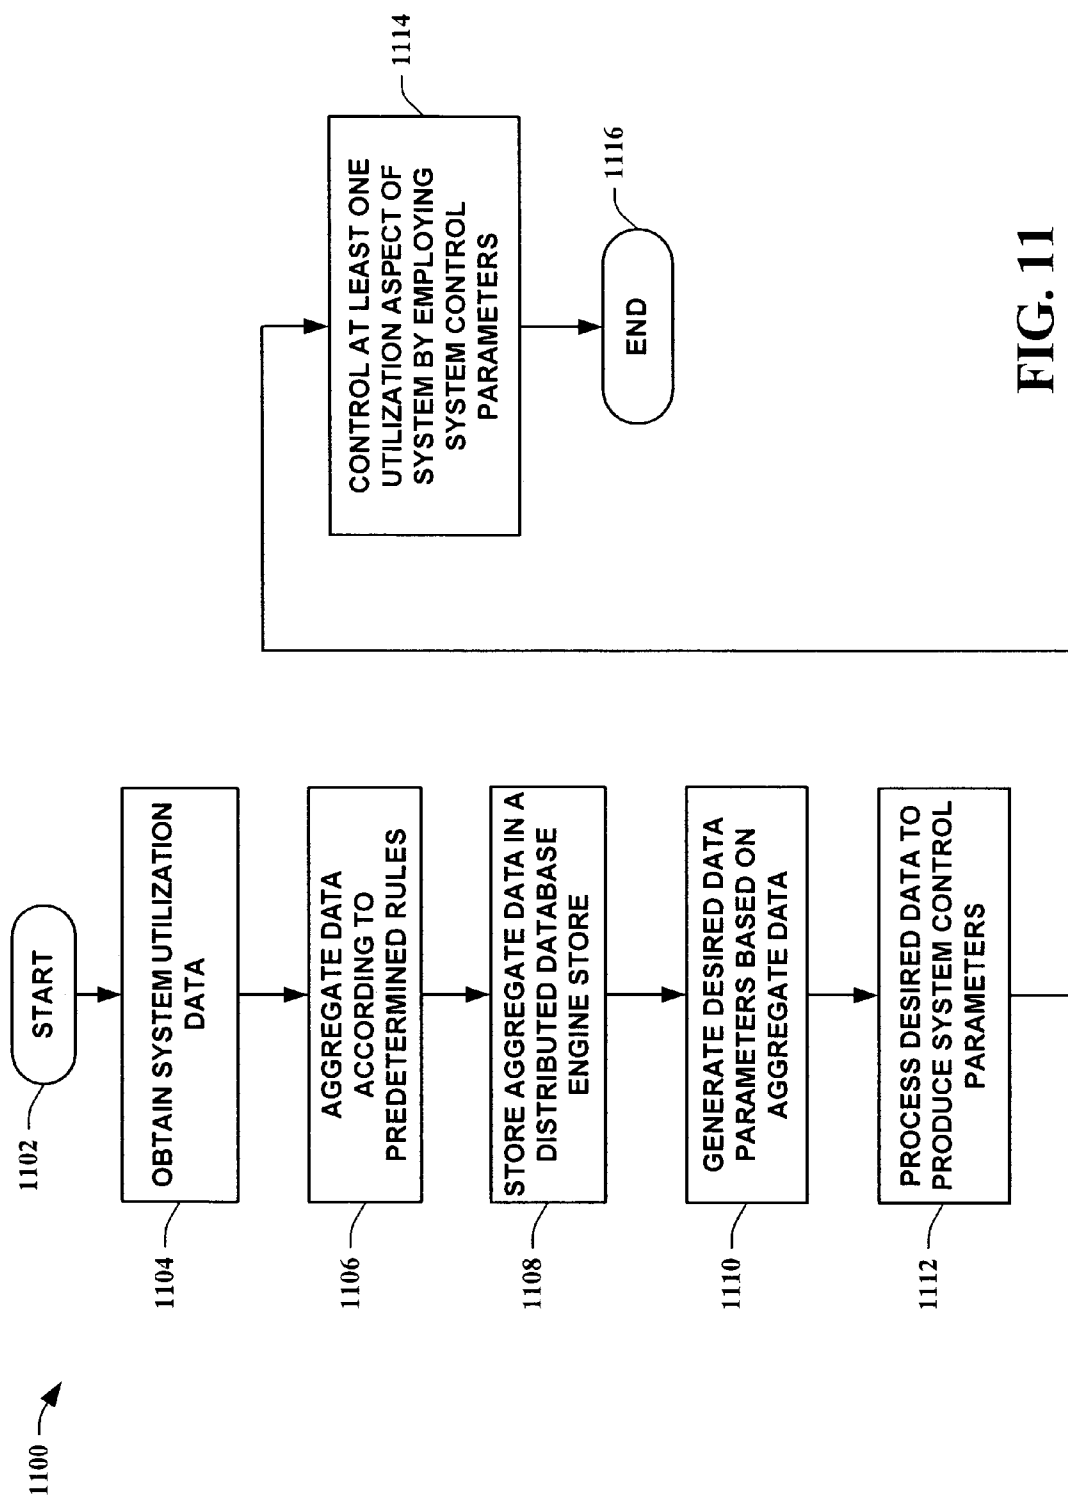 1100
1102
START
1104
OBTAIN SYSTEM UTILIZATION
DATA
1106
AGGREGATE DATA
ACCORDING TO
PREDETERMINED RULES
1108
STORE AGGREGATE DATA IN A
DISTRIBUTED DATABASE
ENGINE STORE
1110
GENERATE DESIRED DATA
PARAMETERS BASED ON
AGGREGATE DATA
1112
PROCESS DESIRED DATA TO
PRODUCE SYSTEM CONTROL
PARAMETERS
1114
CONTROL AT LEAST ONE
UTILIZATION ASPECT OF
SYSTEM BY EMPLOYING
SYSTEM CONTROL
PARAMETERS
1116
END
FIG. 11